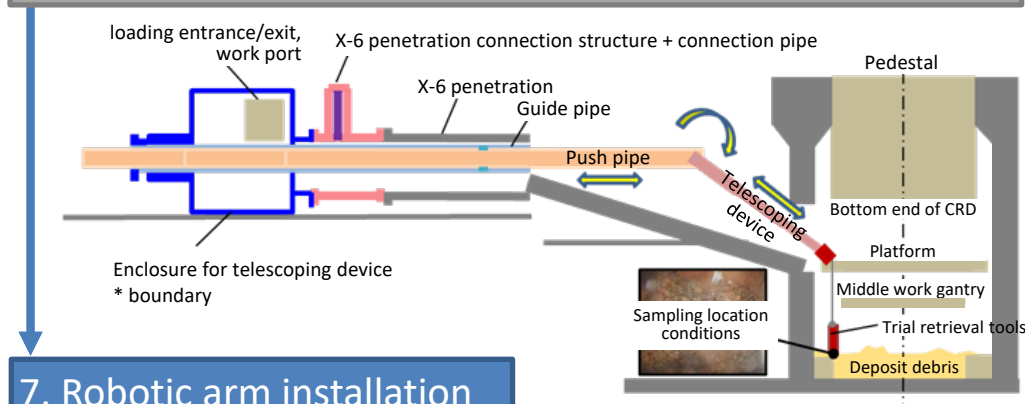 loading entrance/exit,
work port
X-6 penetration connection structure + connection pipe
X-6 penetration
Guide pipe
Pedestal
Push pipe
Telescoping
device
Bottom end of CRD
Platform
Enclosure for telescoping device
* boundary
Middle work gantry
Sampling location
conditions
Trial retrieval tools
Deposit debris
7. Robotic arm installation